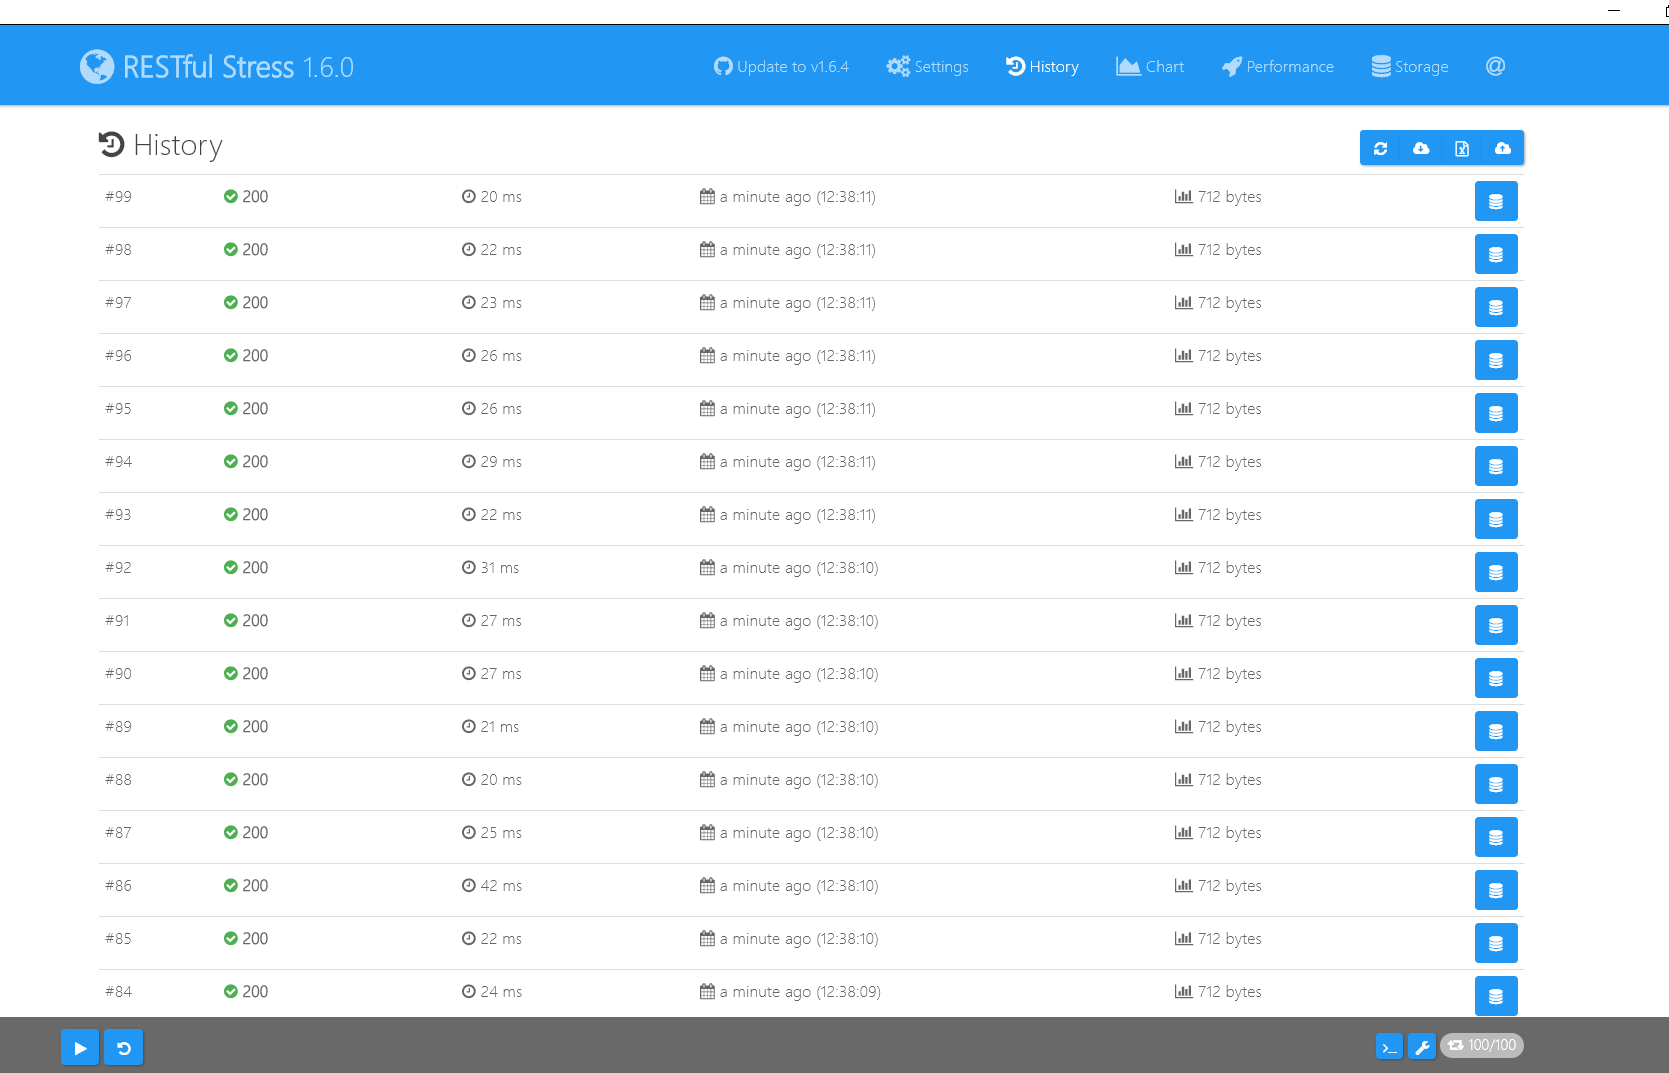 RESTful Stress 1.6.0 Update to v1.6.4 Settings History Chart Performance Storage @
History
#99 200 20 ms a minute ago (12:38:11) 712 bytes
#98 200 22 ms a minute ago (12:38:11) 712 bytes
#97 200 23 ms a minute ago (12:38:11) 712 bytes
#96 200 26 ms a minute ago (12:38:11) 712 bytes
#95 200 26 ms a minute ago (12:38:11) 712 bytes
#94 200 29 ms a minute ago (12:38:11) 712 bytes
#93 200 22 ms a minute ago (12:38:11) 712 bytes
#92 200 31 ms a minute ago (12:38:10) 712 bytes
#91 200 27 ms a minute ago (12:38:10) 712 bytes
#90 200 27 ms a minute ago (12:38:10) 712 bytes
#89 200 21 ms a minute ago (12:38:10) 712 bytes
#88 200 20 ms a minute ago (12:38:10) 712 bytes
#87 200 25 ms a minute ago (12:38:10) 712 bytes
#86 200 42 ms a minute ago (12:38:10) 712 bytes
#85 200 22 ms a minute ago (12:38:10) 712 bytes
#84 200 24 ms a minute ago (12:38:09) 712 bytes
100/100